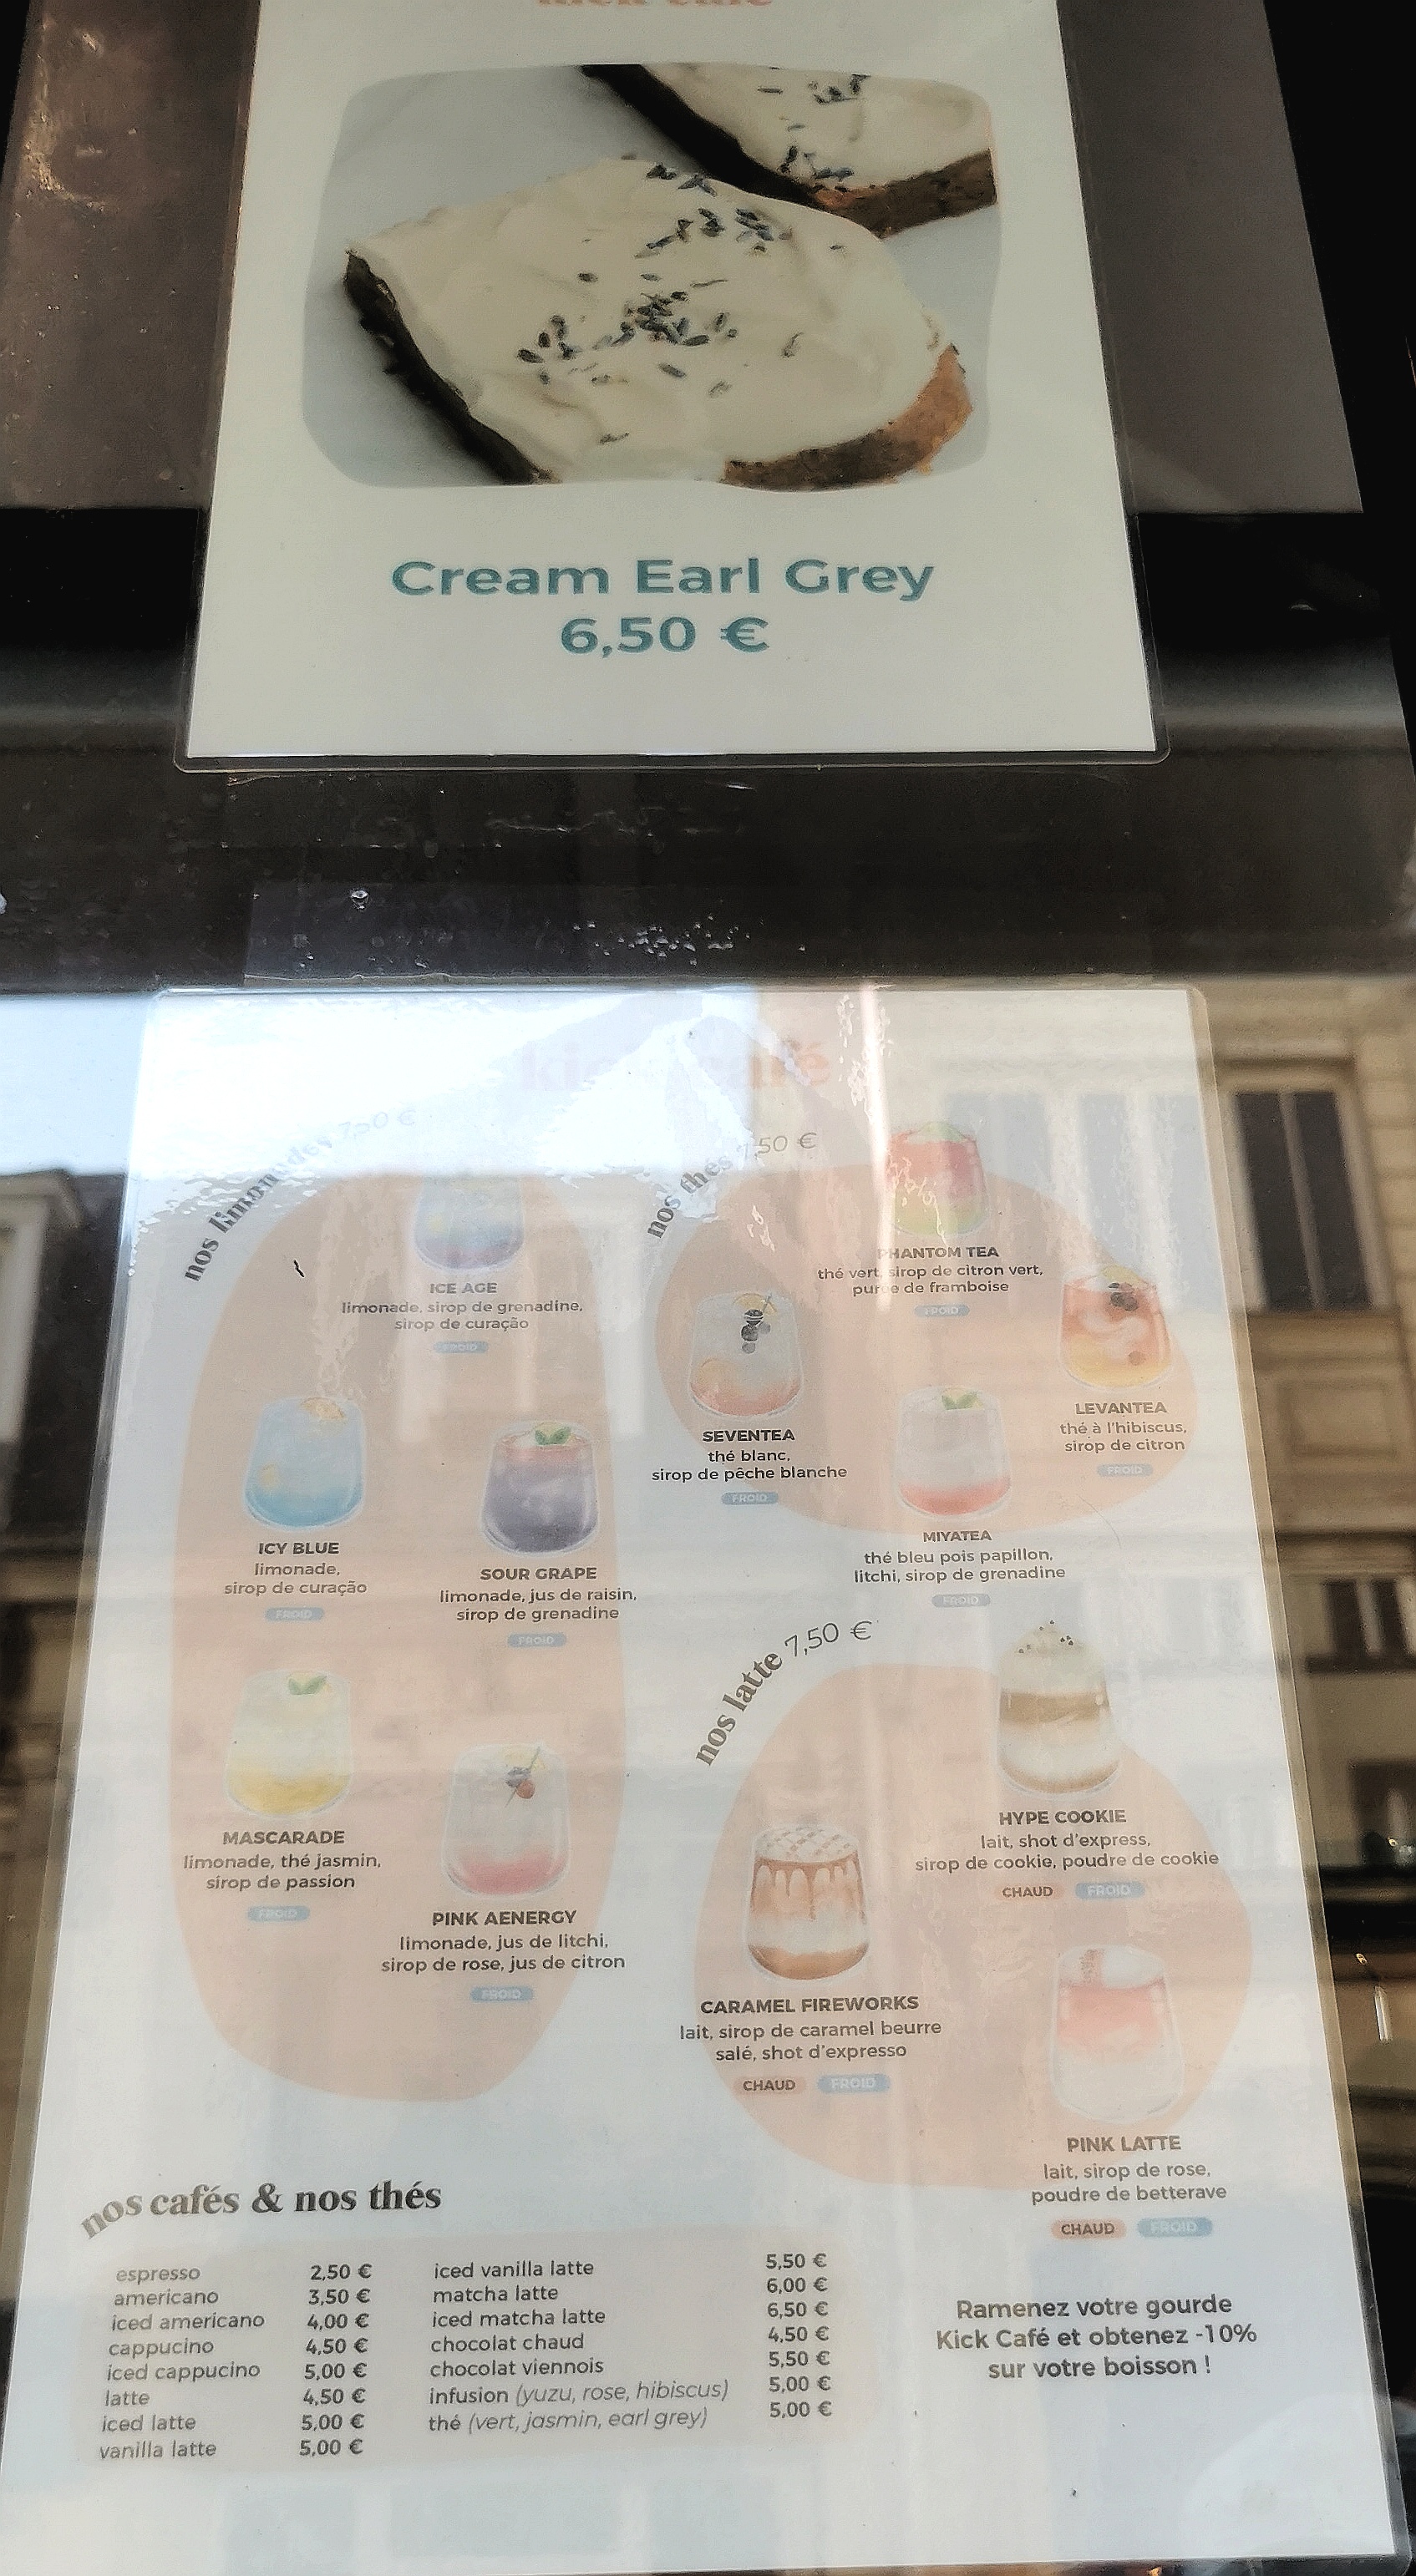 kick café
Cream Earl Grey
6,50 €
kick café
nos limonades 7,50 €
ICE AGE
limonade, sirop de grenadine,
sirop de curaçao
FROID
ICY BLUE
limonade,
sirop de curaçao
FROID
SOUR GRAPE
limonade, jus de raisin,
sirop de grenadine
FROID
MASCARADE
limonade, thé jasmin,
sirop de passion
FROID
PINK AENERGY
limonade, jus de litchi,
sirop de rose, jus de citron
FROID
nos thés 7,50 €
PHANTOM TEA
thé vert, sirop de citron vert,
purée de framboise
FROID
SEVENTEA
thé blanc,
sirop de pêche blanche
FROID
LEVANTEA
thé à l'hibiscus,
sirop de citron
FROID
MIYATEA
thé bleu pois papillon,
litchi, sirop de grenadine
FROID
nos latte 7,50 €
HYPE COOKIE
lait, shot d'express,
sirop de cookie, poudre de cookie
CHAUD FROID
CARAMEL FIREWORKS
lait, sirop de caramel beurre
salé, shot d'expresso
CHAUD FROID
PINK LATTE
lait, sirop de rose,
poudre de betterave
CHAUD FROID
nos cafés & nos thés
espresso 2,50 €
americano 3,50 €
iced americano 4,00 €
cappucino 4,50 €
iced cappucino 5,00 €
latte 4,50 €
iced latte 5,00 €
vanilla latte 5,00 €
iced vanilla latte 5,50 €
matcha latte 6,00 €
iced matcha latte 6,50 €
chocolat chaud 4,50 €
chocolat viennois 5,50 €
infusion (yuzu, rose, hibiscus) 5,00 €
thé (vert, jasmin, earl grey) 5,00 €
Ramenez votre gourde
Kick Café et obtenez -10%
sur votre boisson !